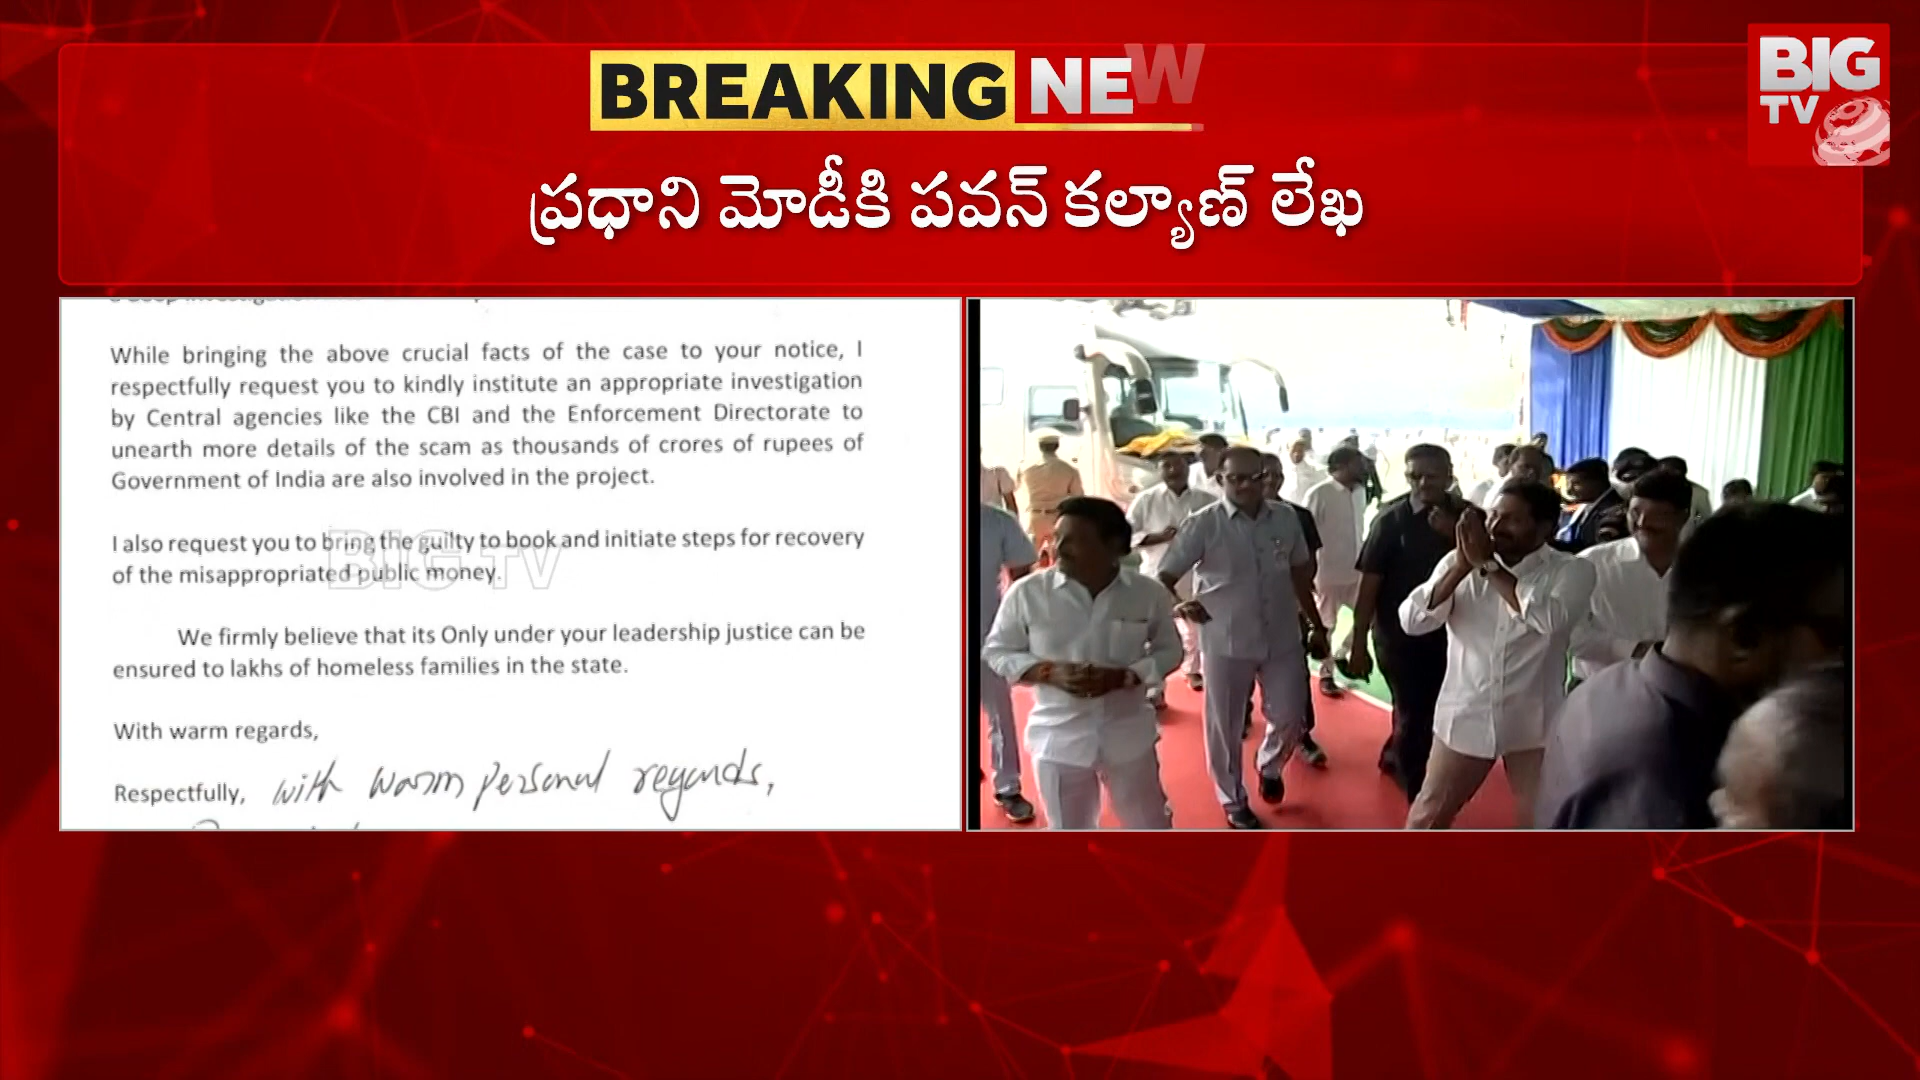 BREAKING NEW
BIG
TV
ప్రధాని మోడీకి పవన్ కల్యాణ్ లేఖ
While bringing the above crucial facts of the case to your notice, I
respectfully request you to kindly institute an appropriate investigation
by Central agencies like the CBI and the Enforcement Directorate to
unearth more details of the scam as thousands of crores of rupees of
Government of India are also involved in the project.
I also request you to bring the guilty to book and initiate steps for recovery
of the misappropriated public money.
BIG TV
We firmly believe that its Only under your leadership justice can be
ensured to lakhs of homeless families in the state.
With warm regards,
Respectfully, with warm personal regards,